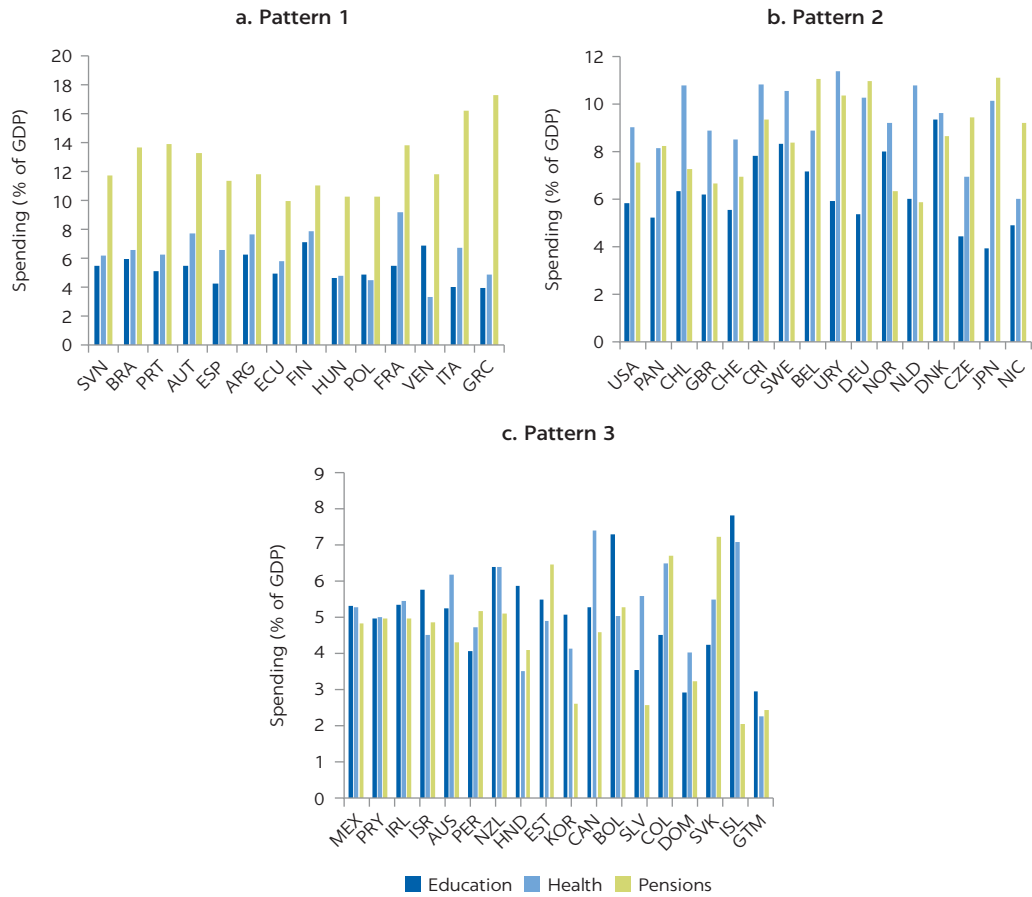 a. Pattern 1
Spending (% of GDP)
20
18
16
14
12
10
8
6
4
2
0
SVN BRA PRT AUT ESP ARG ECU FIN HUN POL FRA VEN ITA GRC
b. Pattern 2
Spending (% of GDP)
12
10
8
6
4
2
0
USA PAN CHL GBR CHE CRI SWE BEL URY DEU NOR NLD DNK CZE JPN NIC
c. Pattern 3
Spending (% of GDP)
9
8
7
6
5
4
3
2
1
0
MEX PRY IRL ISR AUS PER NZL HND EST KOR CAN BOL SLV COL DOM SVK ISL GTM
Education Health Pensions